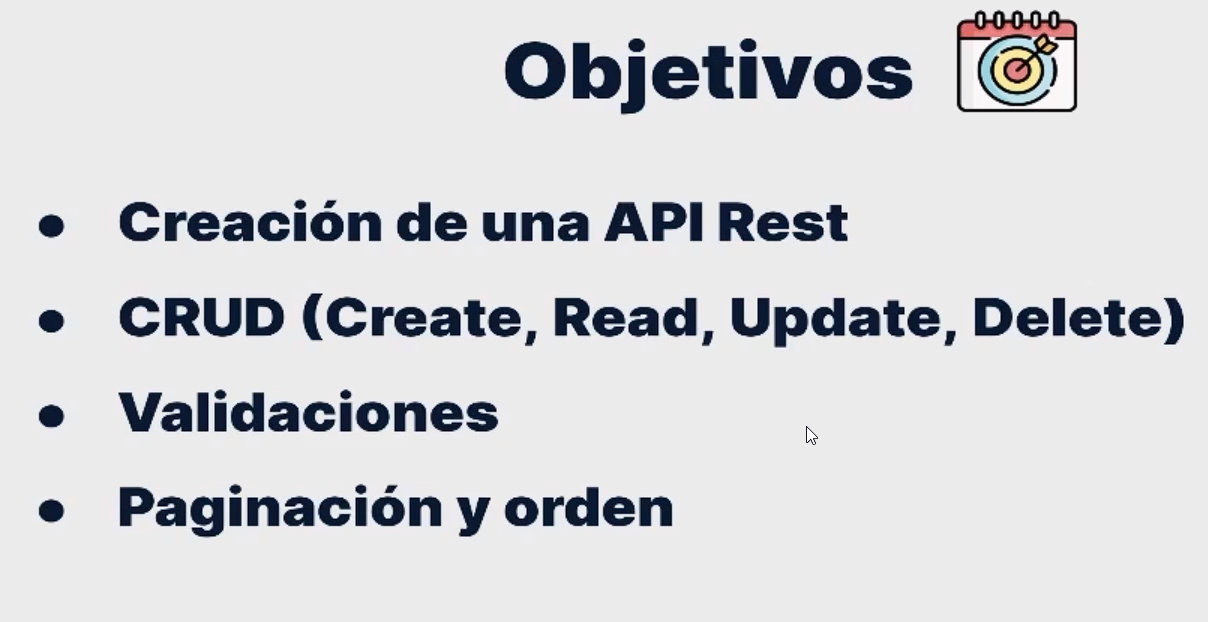 Objetivos
• Creación de una API Rest
• CRUD (Create, Read, Update, Delete)
• Validaciones
• Paginación y orden